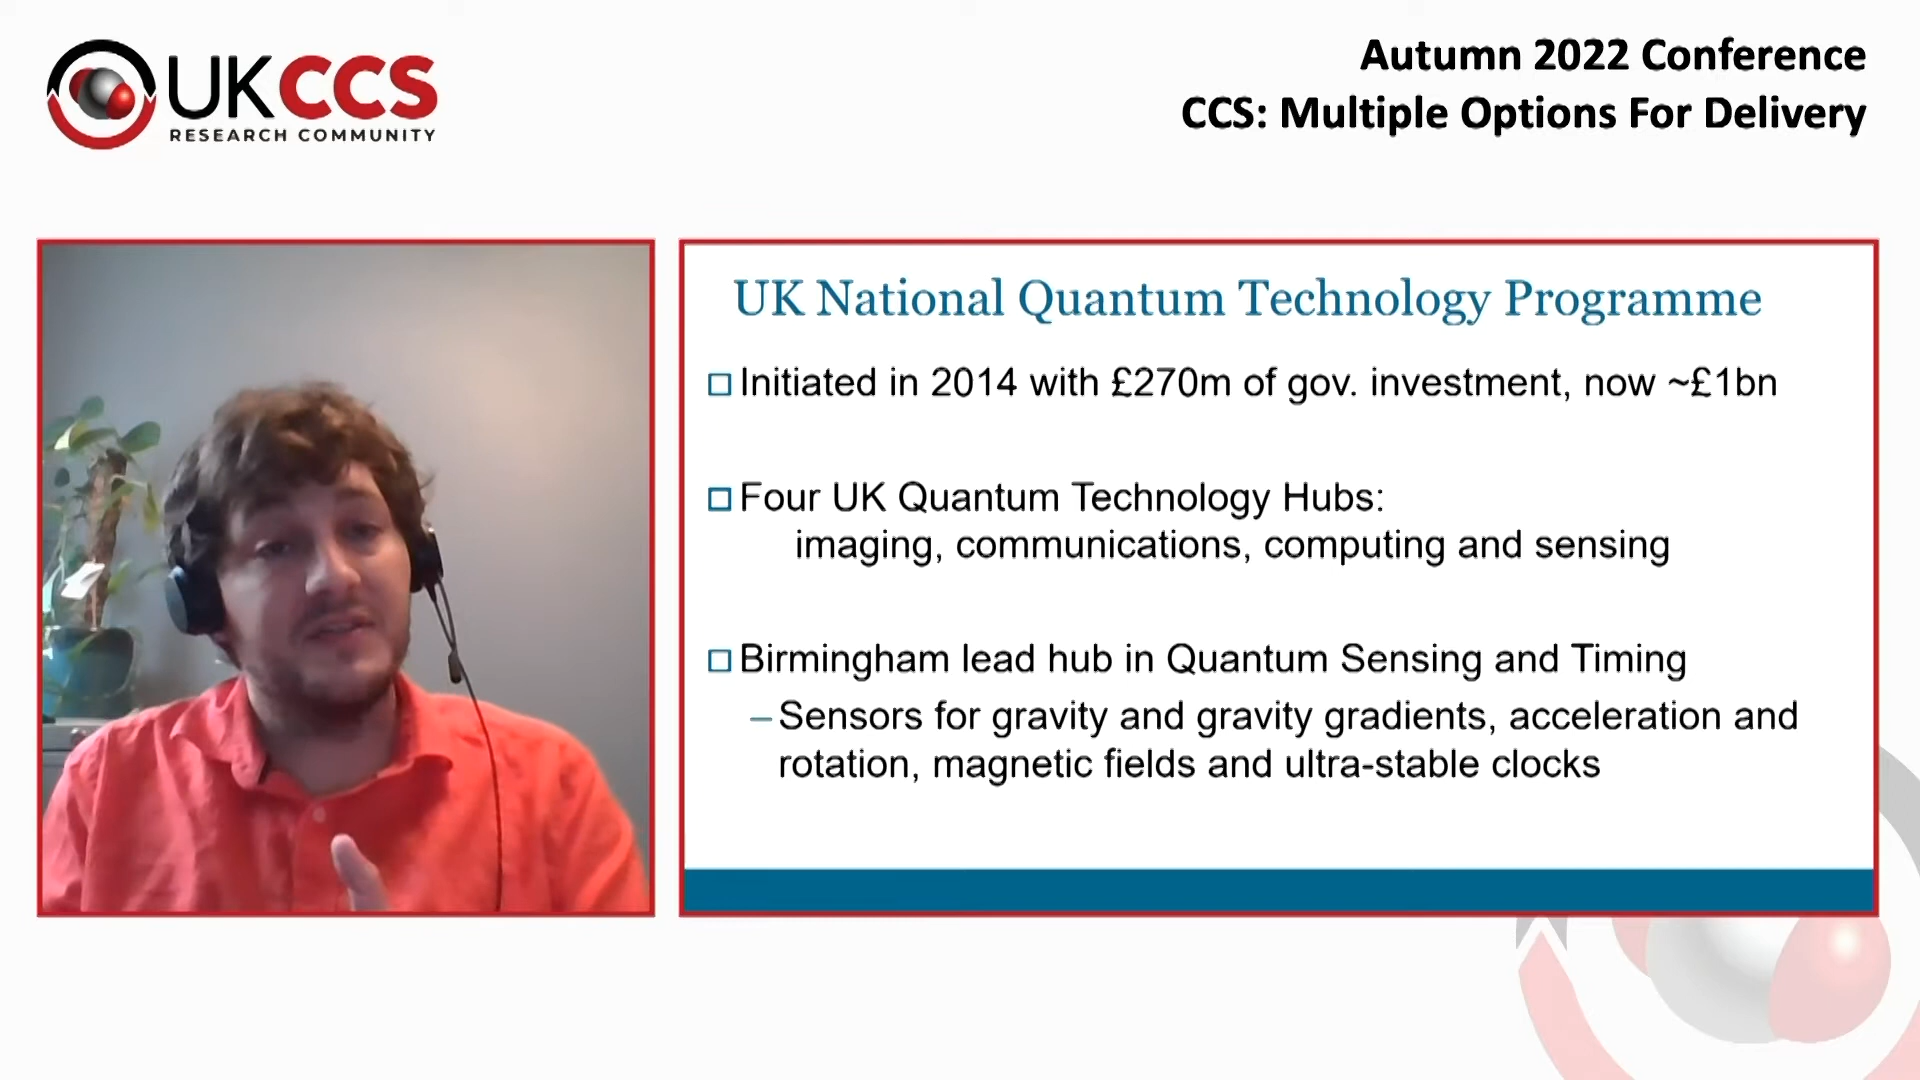 UKCCS
RESEARCH COMMUNITY
Autumn 2022 Conference
CCS: Multiple Options For Delivery
UK National Quantum Technology Programme
Initiated in 2014 with £270m of gov. investment, now ~£1bn
Four UK Quantum Technology Hubs:
imaging, communications, computing and sensing
Birmingham lead hub in Quantum Sensing and Timing
– Sensors for gravity and gravity gradients, acceleration and
rotation, magnetic fields and ultra-stable clocks